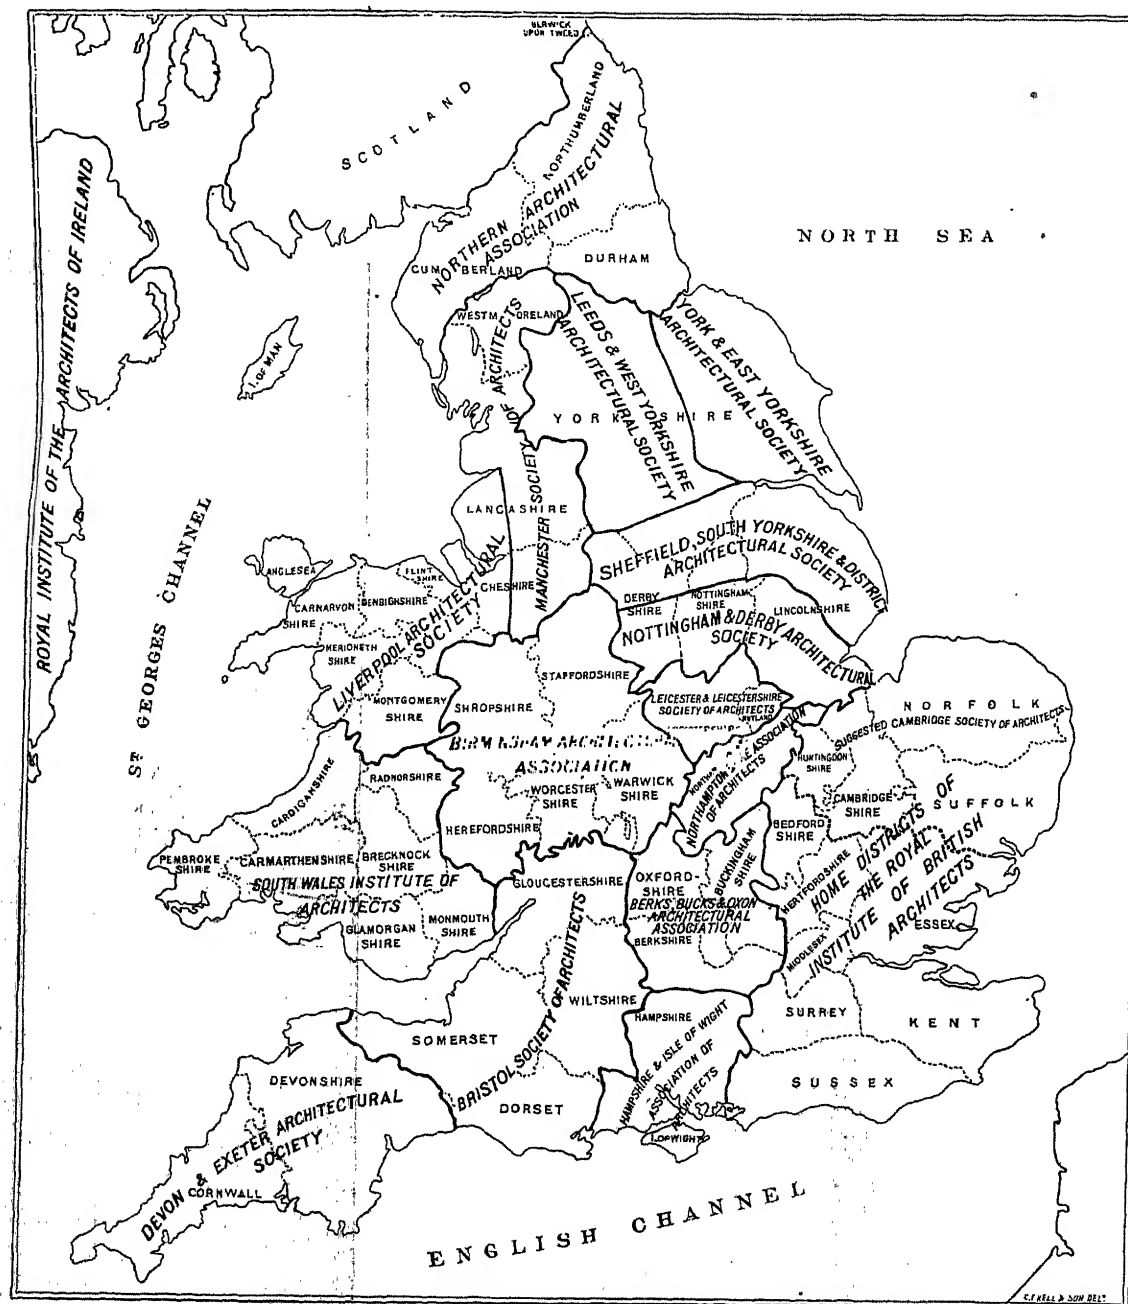 BERWICK
UPON TWEED
SCOTLAND
NORTHUMBERLAND
NORTHERN ARCHITECTURAL
ASSOCIATION
CUMBERLAND
DURHAM
NORTH SEA
ROYAL INSTITUTE OF THE ARCHITECTS OF IRELAND
I. OF MAN
WESTMORELAND
LEEDS & WEST YORKSHIRE
ARCHITECTURAL SOCIETY
YORK & EAST YORKSHIRE
ARCHITECTURAL SOCIETY
YORKSHIRE
MANCHESTER SOCIETY OF ARCHITECTS
LANCASHIRE
ST GEORGES CHANNEL
SHEFFIELD, SOUTH YORKSHIRE & DISTRICT
ARCHITECTURAL SOCIETY
ANGLESEA
FLINT
SHIRE
CARNARVON
SHIRE
DENBIGHSHIRE
CHESHIRE
LIVERPOOL ARCHITECTURAL
SOCIETY
DERBY
SHIRE
NOTTINGHAM
SHIRE
LINCOLNSHIRE
NOTTINGHAM & DERBY ARCHITECTURAL
SOCIETY
MERIONETH
SHIRE
MONTGOMERY
SHIRE
SHROPSHIRE
STAFFORDSHIRE
LEICESTER & LEICESTERSHIRE
SOCIETY OF ARCHITECTS
RUTLAND
NORFOLK
SUGGESTED CAMBRIDGE SOCIETY OF ARCHITECTS
ASSOCIATION
NORTHAMPTON
OF ARCHITECTS
HUNTINGDON
SHIRE
ASSOCIATION
RADNORSHIRE
WORCESTER
SHIRE
WARWICK
SHIRE
CARDIGANSHIRE
HEREFORDSHIRE
BEDFORD
SHIRE
CAMBRIDGE
SHIRE
SUFFOLK
PEMBROKE
SHIRE
CARMARTHENSHIRE
BRECKNOCK
SHIRE
SOUTH WALES INSTITUTE OF
ARCHITECTS
GLAMORGAN
SHIRE
MONMOUTH
SHIRE
GLOUCESTERSHIRE
OXFORD-
SHIRE
BUCKINGHAM
SHIRE
BERKS, BUCKS & OXON
ARCHITECTURAL
ASSOCIATION
BERKSHIRE
HERTFORDSHIRE
HOME DISTRICTS OF
THE ROYAL
INSTITUTE OF BRITISH
ARCHITECTS
MIDDLESEX
ESSEX
WILTSHIRE
HAMPSHIRE
SURREY
KENT
SUSSEX
SOMERSET
BRISTOL SOCIETY OF ARCHITECTS
DORSET
HAMPSHIRE & ISLE OF WIGHT
ASSOCIATION OF
ARCHITECTS
I. OF WIGHT
DEVONSHIRE
DEVON & EXETER ARCHITECTURAL
SOCIETY
CORNWALL
ENGLISH CHANNEL
C.F. KELL & SON DELT